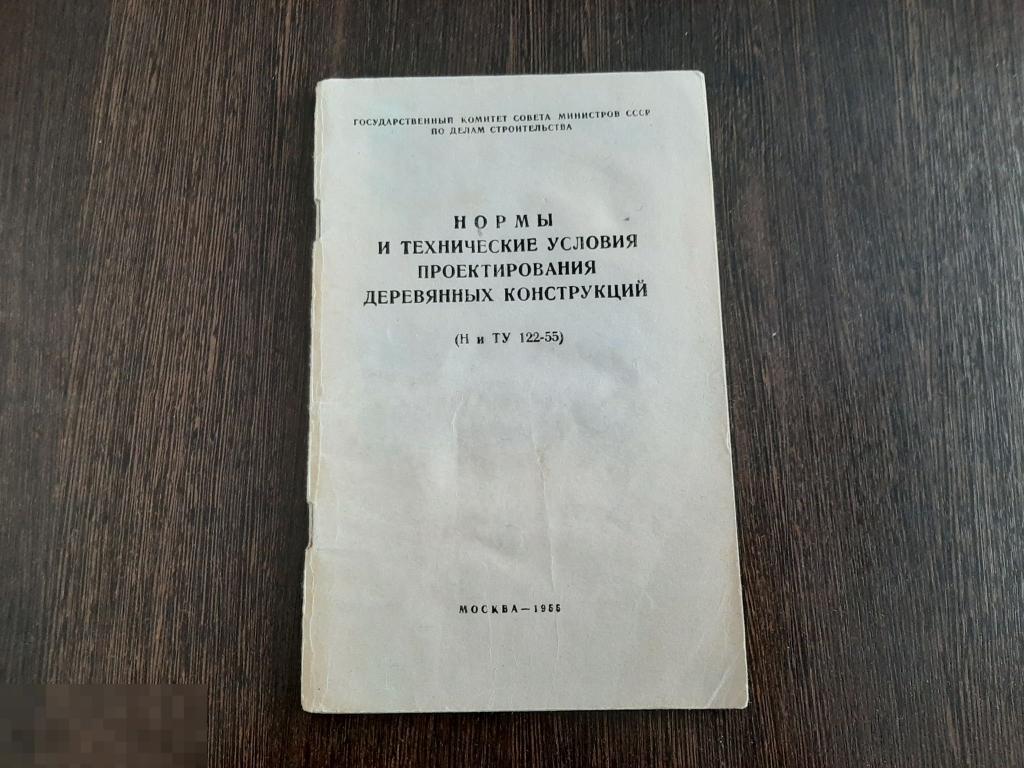 ГОСУДАРСТВЕННЫЙ КОМИТЕТ СОВЕТА МИНИСТРОВ СССР
ПО ДЕЛАМ СТРОИТЕЛЬСТВА
НОРМЫ
И ТЕХНИЧЕСКИЕ УСЛОВИЯ
ПРОЕКТИРОВАНИЯ
ДЕРЕВЯННЫХ КОНСТРУКЦИЙ
(Н и ТУ 122-55)
МОСКВА — 1955